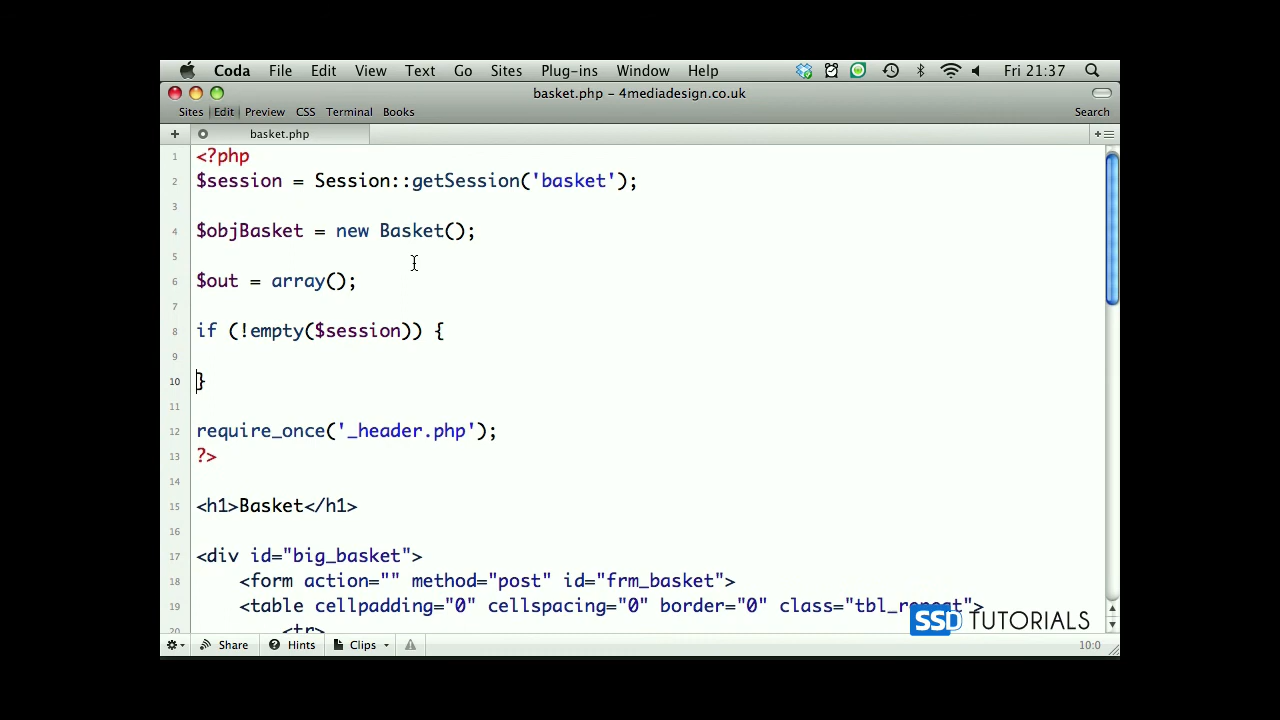 Coda File Edit View Text Go Sites Plug-ins Window Help Fri 21:37
basket.php – 4mediadesign.co.uk
Sites Edit Preview CSS Terminal Books Search
+ basket.php +
1 <?php
2 $session = Session::getSession('basket');
3
4 $objBasket = new Basket();
5
6 $out = array();
7
8 if (!empty($session)) {
9
10 }
11
12 require_once('_header.php');
13 ?>
14
15 <h1>Basket</h1>
16
17 <div id="big_basket">
18 <form action="" method="post" id="frm_basket">
19 <table cellpadding="0" cellspacing="0" border="0" class="tbl_repeat">
20 <tr>
SSD TUTORIALS
Share Hints Clips 10:0